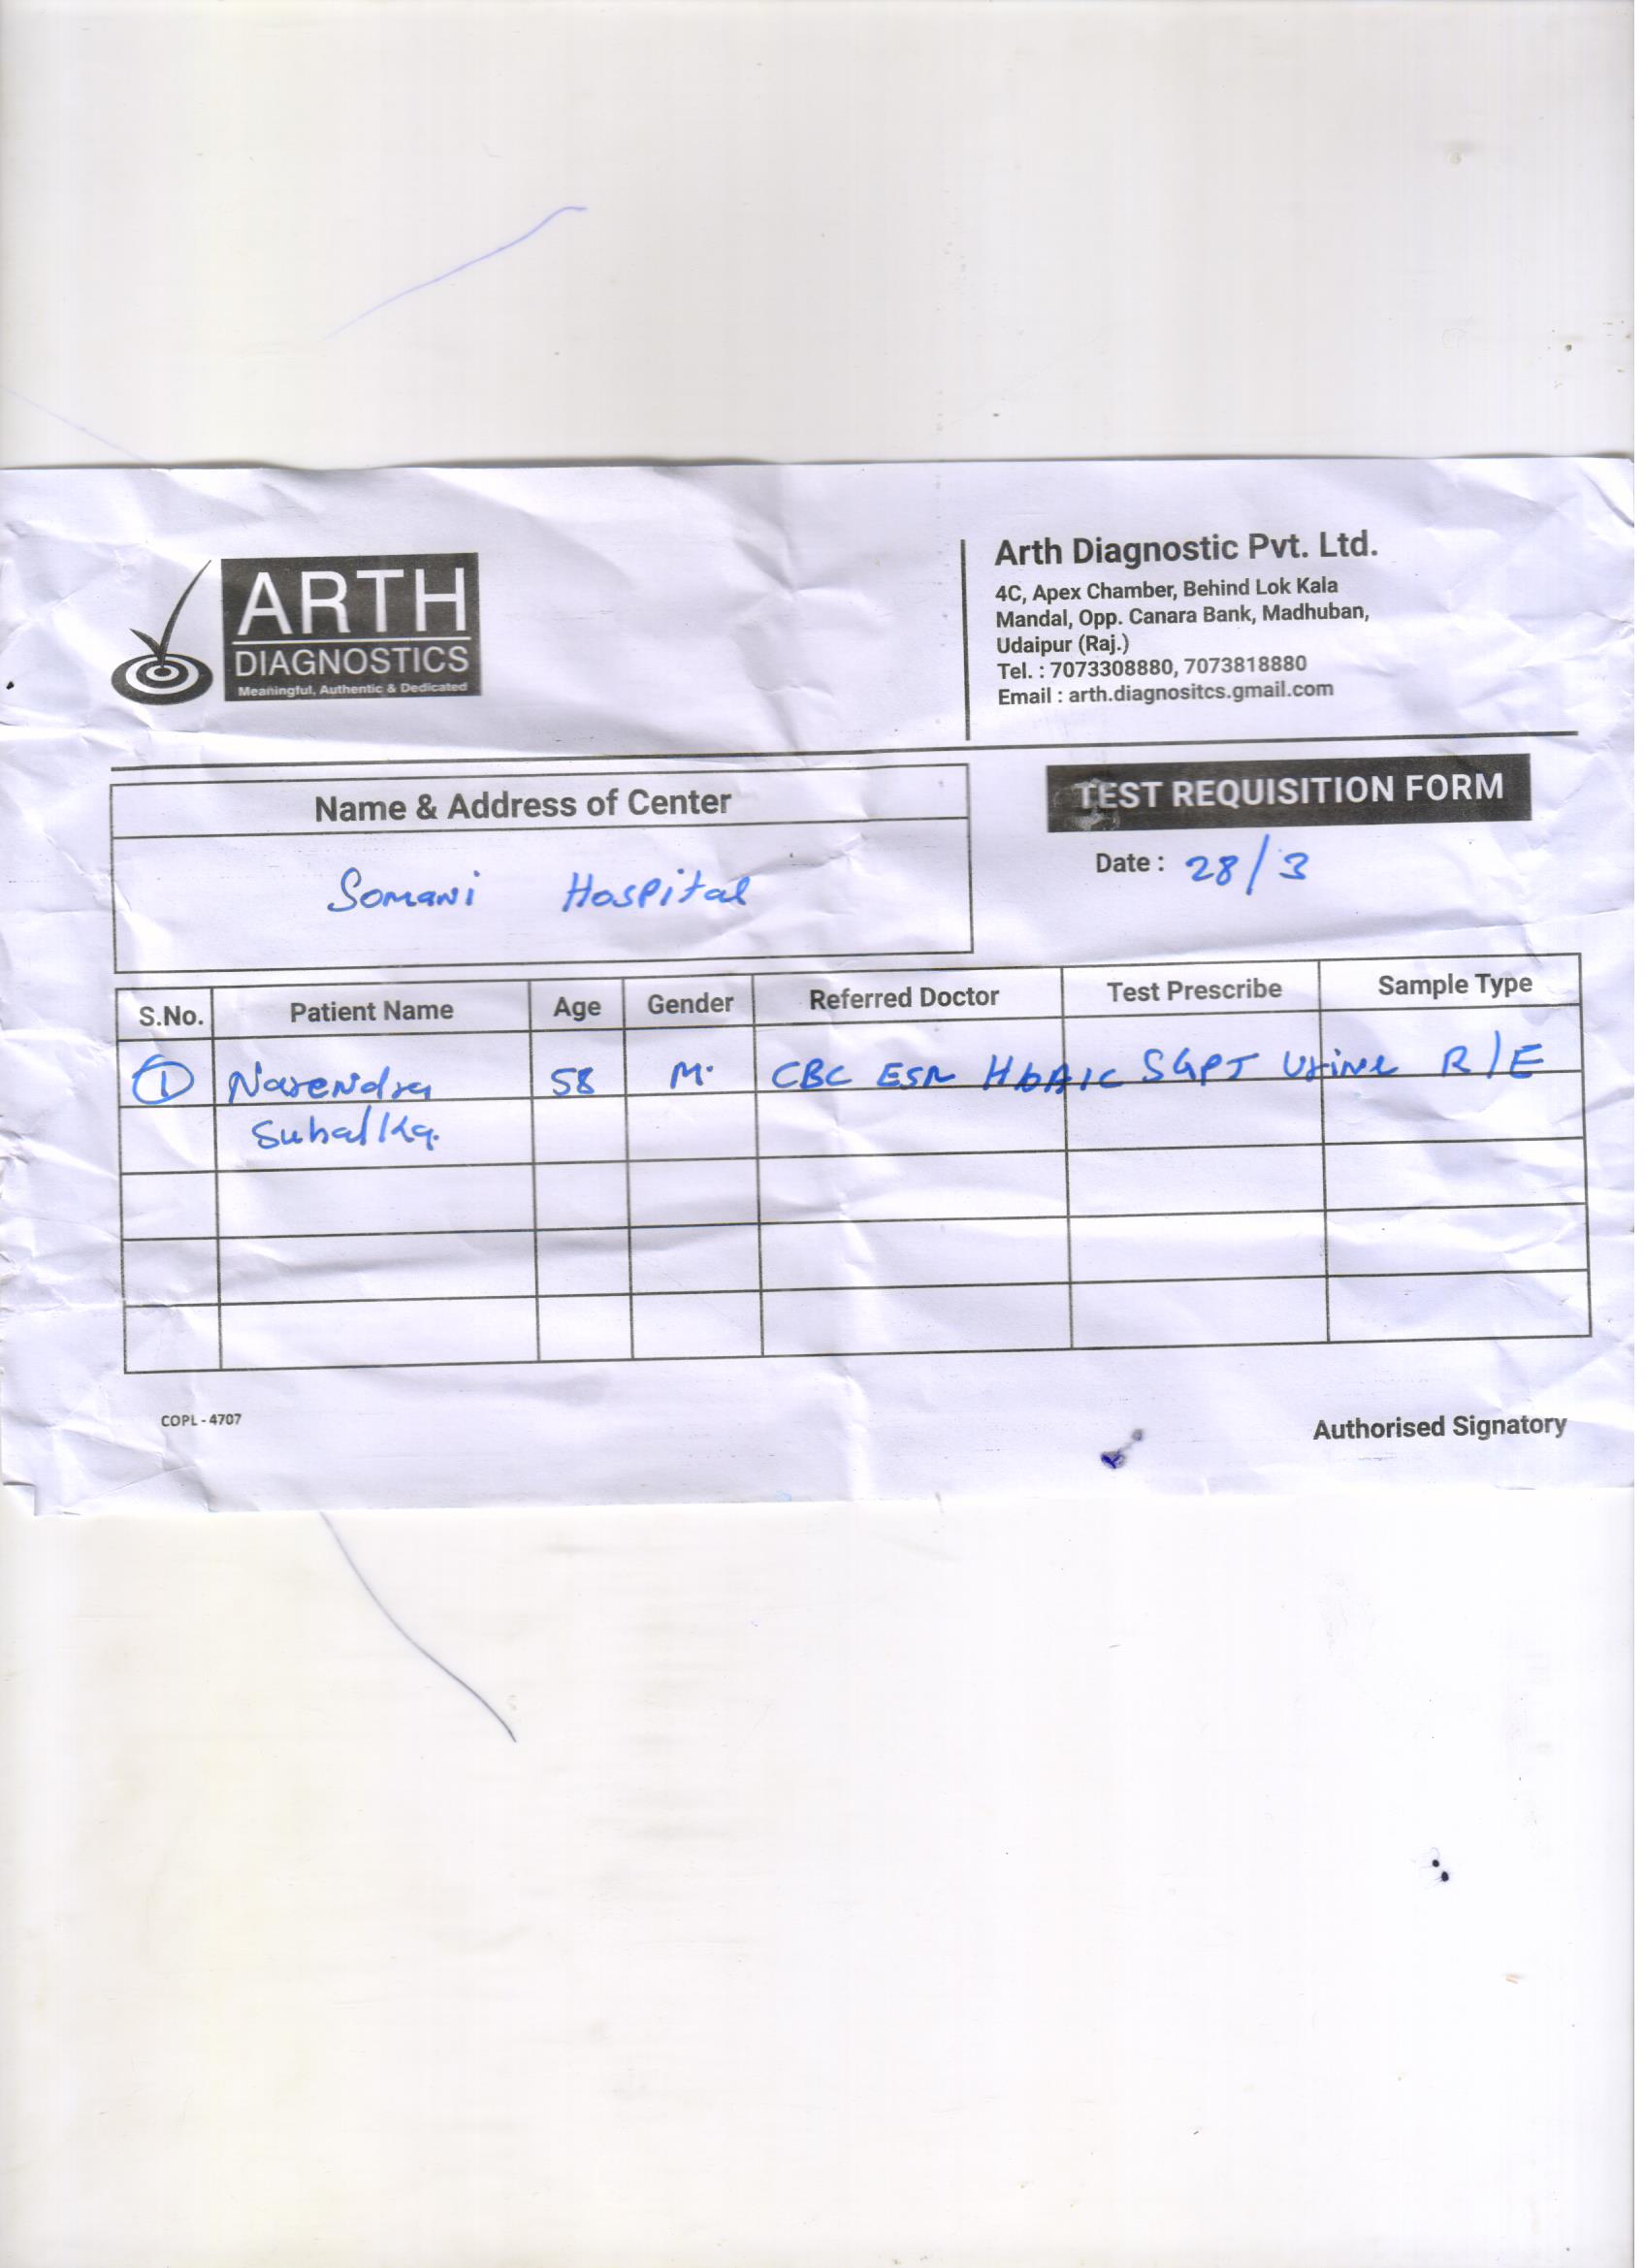 ARTH
DIAGNOSTICS
Meaningful, Authentic & Dedicated
Arth Diagnostic Pvt. Ltd.
4C, Apex Chamber, Behind Lok Kala
Mandal, Opp. Canara Bank, Madhuban,
Udaipur (Raj.)
Tel. : 7073308880, 7073818880
Email : arth.diagnositcs.gmail.com
Name & Address of Center
Somani Hospital
TEST REQUISITION FORM
Date : 28/3
S.No. Patient Name Age Gender Referred Doctor Test Prescribe Sample Type
1 Narendra 58 M. CBC ESR HbA1C SGPT Urine R/E
Suhalka.
COPL - 4707
Authorised Signatory